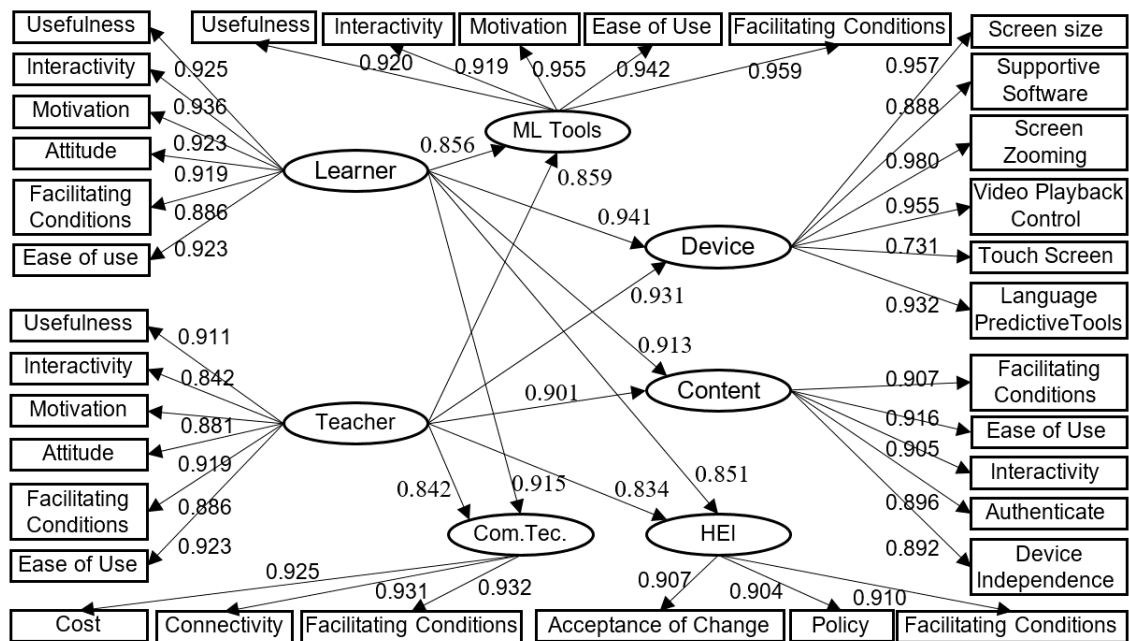 Usefulness
Usefulness
Interactivity
Motivation
Ease of Use
Facilitating Conditions
Screen size
0.925
0.920
0.919
0.955
0.942
0.959
0.957
Interactivity
Supportive
Software
0.936
0.888
Motivation
ML Tools
Screen
Zooming
0.923
0.856
0.980
Attitude
Learner
0.859
0.919
Facilitating
Conditions
0.886
0.941
0.955
Video Playback
Control
Ease of use
0.923
Device
0.731
Touch Screen
0.931
0.932
Language
PredictiveTools
Usefulness
0.911
0.913
Interactivity
0.842
0.901
Content
0.907
Facilitating
Conditions
Motivation
0.881
Teacher
0.916
Ease of Use
Attitude
0.919
0.905
Interactivity
Facilitating
Conditions
0.886
0.842
0.915
0.834
0.851
0.896
Authenticate
Ease of Use
0.923
Com.Tec.
HEI
0.892
Device
Independence
0.925
0.931
0.932
0.907
0.904
0.910
Cost
Connectivity
Facilitating Conditions
Acceptance of Change
Policy
Facilitating Conditions